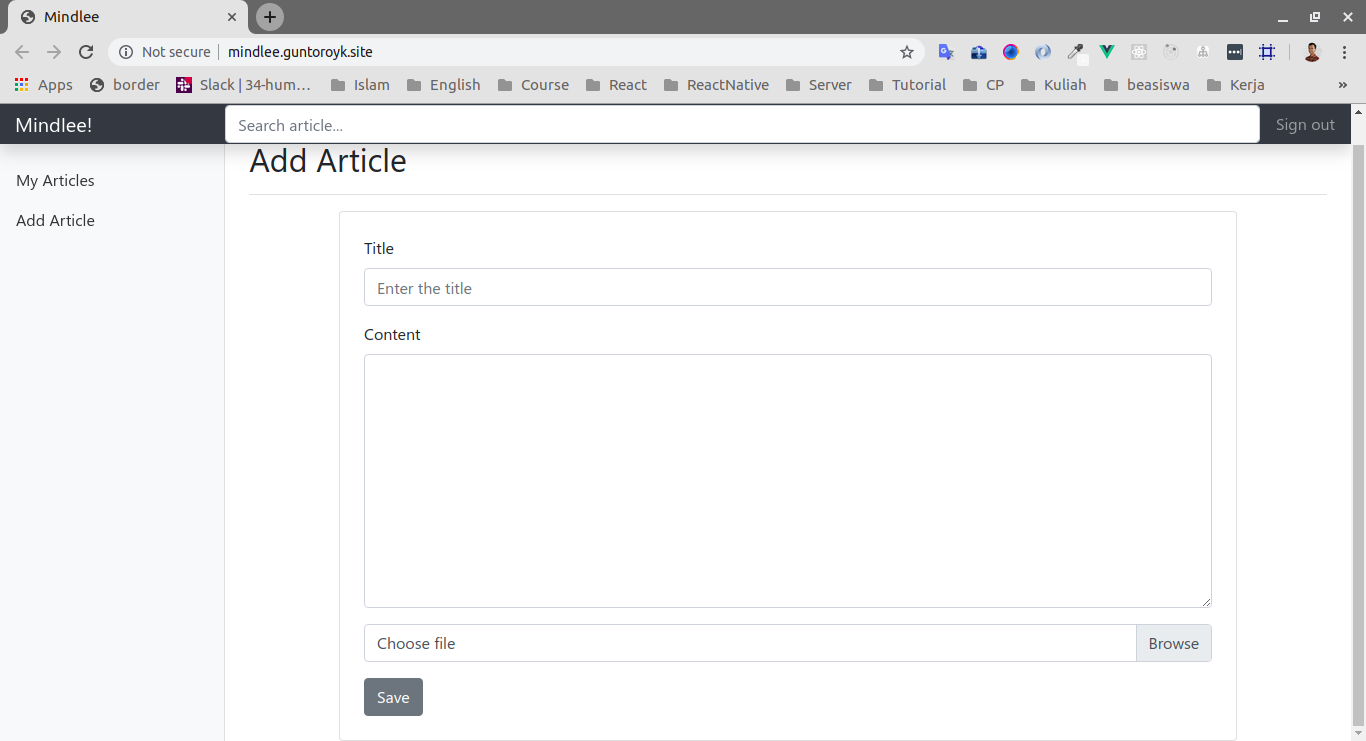 Mindlee
Not secure mindlee.guntoroyk.site
Apps border Slack | 34-hum... Islam English Course React ReactNative Server Tutorial CP Kuliah beasiswa Kerja »
Mindlee! Search article... Sign out
Add Article
My Articles
Add Article
Title
Enter the title
Content
Choose file Browse
Save